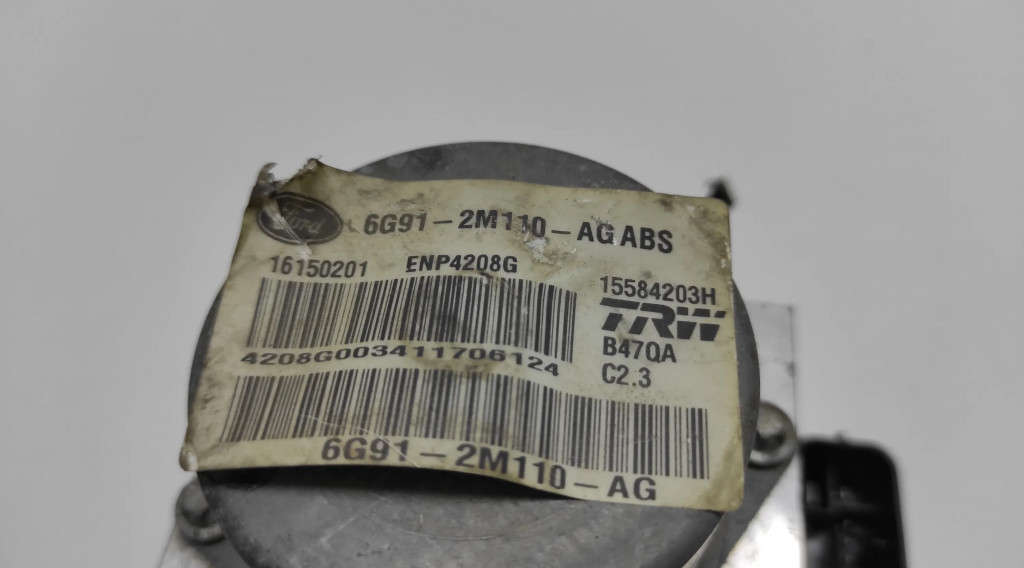 Ford 6G91-2M110-AG ABS
16150201 ENP4208G
15584203H
TRW
4208G003411706124
B47QA
C2.3
6G91-2M110-AG